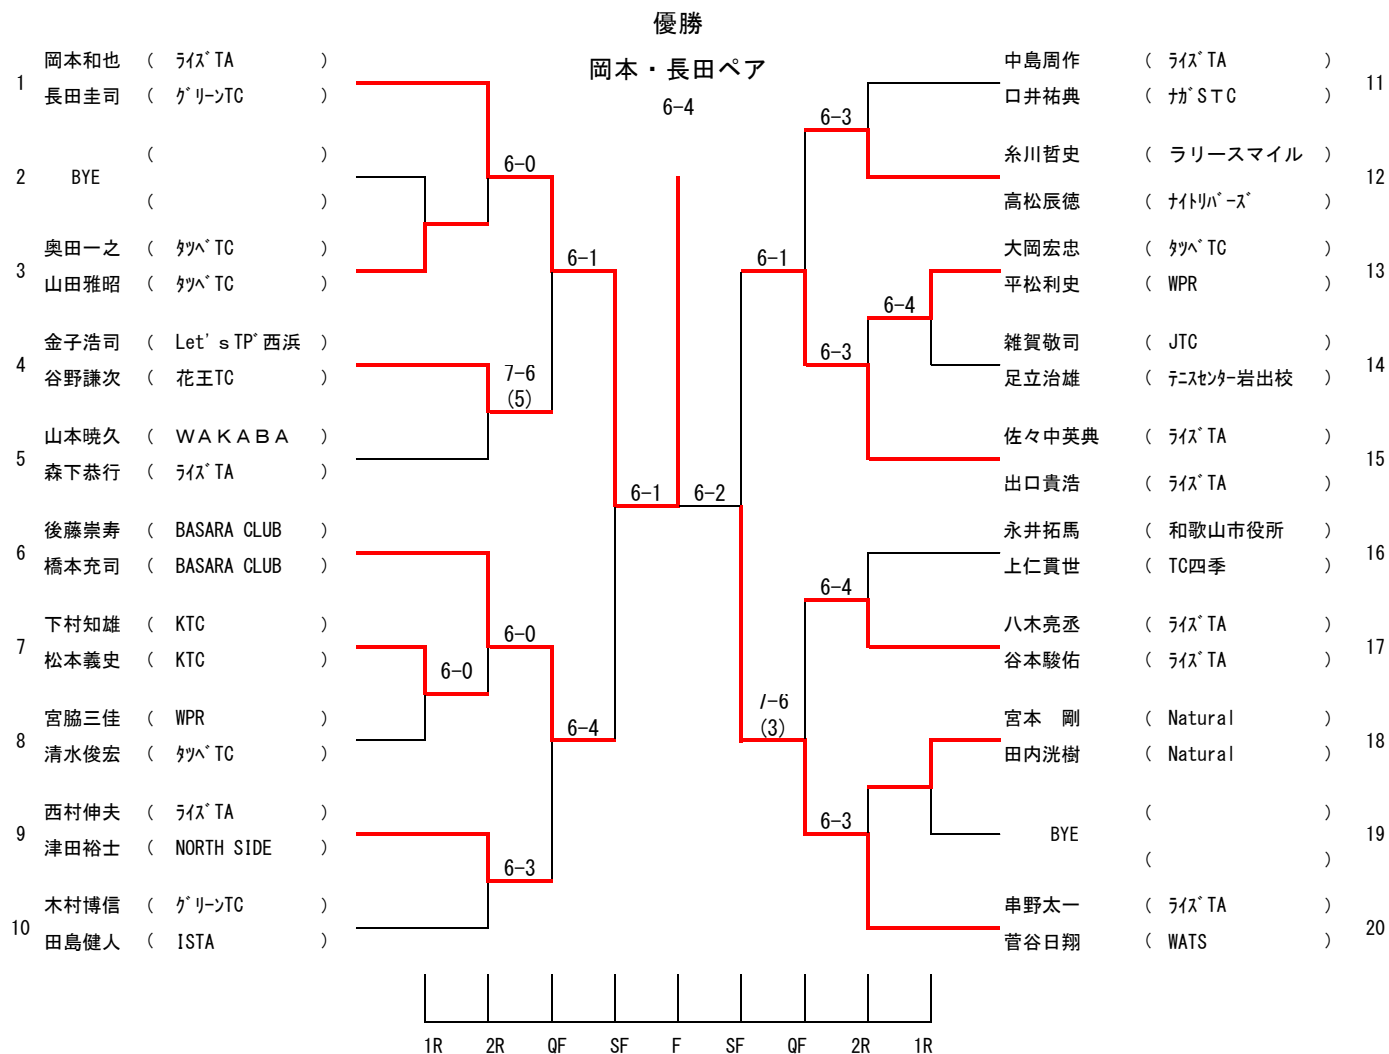 優勝
岡本・長田ペア
6-4
1 岡本和也 ( ﾗｲｽﾞTA )
長田圭司 ( ｸﾞﾘｰﾝTC )
2 BYE ( )
( )
3 奥田一之 ( ﾀﾂﾍﾞTC )
山田雅昭 ( ﾀﾂﾍﾞTC )
4 金子浩司 ( Let'ｓTPﾞ西浜 )
谷野謙次 ( 花王TC )
5 山本暁久 ( ＷＡＫＡＢＡ )
森下恭行 ( ﾗｲｽﾞTA )
6 後藤崇寿 ( BASARA CLUB )
橋本充司 ( BASARA CLUB )
7 下村知雄 ( KTC )
松本義史 ( KTC )
8 宮脇三佳 ( WPR )
清水俊宏 ( ﾀﾂﾍﾞTC )
9 西村伸夫 ( ﾗｲｽﾞTA )
津田裕士 ( NORTH SIDE )
10 木村博信 ( ｸﾞﾘｰﾝTC )
田島健人 ( ISTA )
6-0
6-1
7-6
(5)
6-1
6-0
6-0
6-4
6-3
6-2
6-3
6-1
6-4
6-3
6-4
7-6
(3)
6-3
中島周作 ( ﾗｲｽﾞTA ) 11
口井祐典 ( ﾅｶﾞSＴＣ )
糸川哲史 ( ラリースマイル ) 12
高松辰徳 ( ﾅｲﾄﾘﾊﾞｰｽﾞ )
大岡宏忠 ( ﾀﾂﾍﾞTC ) 13
平松利史 ( WPR )
雑賀敬司 ( JTC ) 14
足立治雄 ( ﾃﾆｽｾﾝﾀｰ岩出校 )
佐々中英典 ( ﾗｲｽﾞTA ) 15
出口貴浩 ( ﾗｲｽﾞTA )
永井拓馬 ( 和歌山市役所 ) 16
上仁貫世 ( TC四季 )
八木亮丞 ( ﾗｲｽﾞTA ) 17
谷本駿佑 ( ﾗｲｽﾞTA )
宮本　剛 ( Natural ) 18
田内洸樹 ( Natural )
BYE ( ) 19
( )
串野太一 ( ﾗｲｽﾞTA ) 20
菅谷日翔 ( WATS )
1R 2R QF SF F SF QF 2R 1R